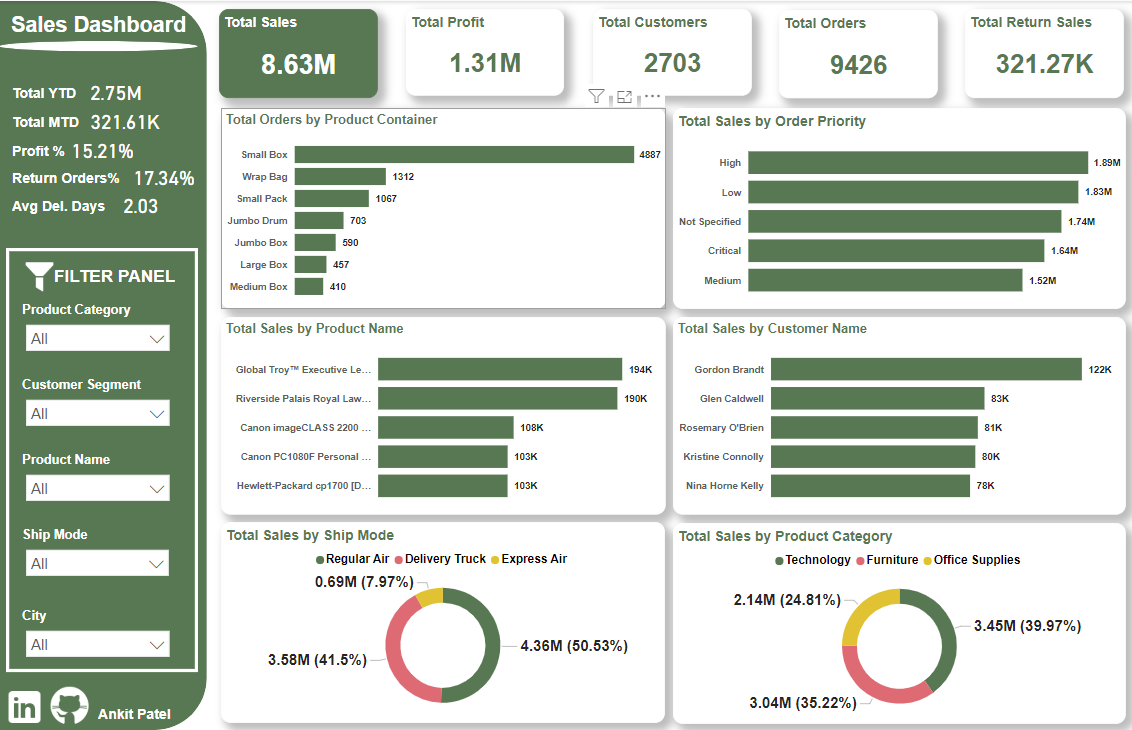 Sales Dashboard
Total YTD 2.75M
Total MTD 321.61K
Profit % 15.21%
Return Orders% 17.34%
Avg Del. Days 2.03
FILTER PANEL
Product Category
All
Customer Segment
All
Product Name
All
Ship Mode
All
City
All
in
Ankit Patel
Total Sales
8.63M
Total Profit
1.31M
Total Customers
2703
Total Orders
9426
Total Return Sales
321.27K
Total Orders by Product Container
Small Box 4887
Wrap Bag 1312
Small Pack 1067
Jumbo Drum 703
Jumbo Box 590
Large Box 457
Medium Box 410
Total Sales by Order Priority
High 1.89M
Low 1.83M
Not Specified 1.74M
Critical 1.64M
Medium 1.52M
Total Sales by Product Name
Global Troy™ Executive Le... 194K
Riverside Palais Royal Law... 190K
Canon imageCLASS 2200 ... 108K
Canon PC1080F Personal ... 103K
Hewlett-Packard cp1700 [D... 103K
Total Sales by Customer Name
Gordon Brandt 122K
Glen Caldwell 83K
Rosemary O'Brien 81K
Kristine Connolly 80K
Nina Horne Kelly 78K
Total Sales by Ship Mode
Regular Air Delivery Truck Express Air
0.69M (7.97%)
4.36M (50.53%)
3.58M (41.5%)
Total Sales by Product Category
Technology Furniture Office Supplies
2.14M (24.81%)
3.45M (39.97%)
3.04M (35.22%)